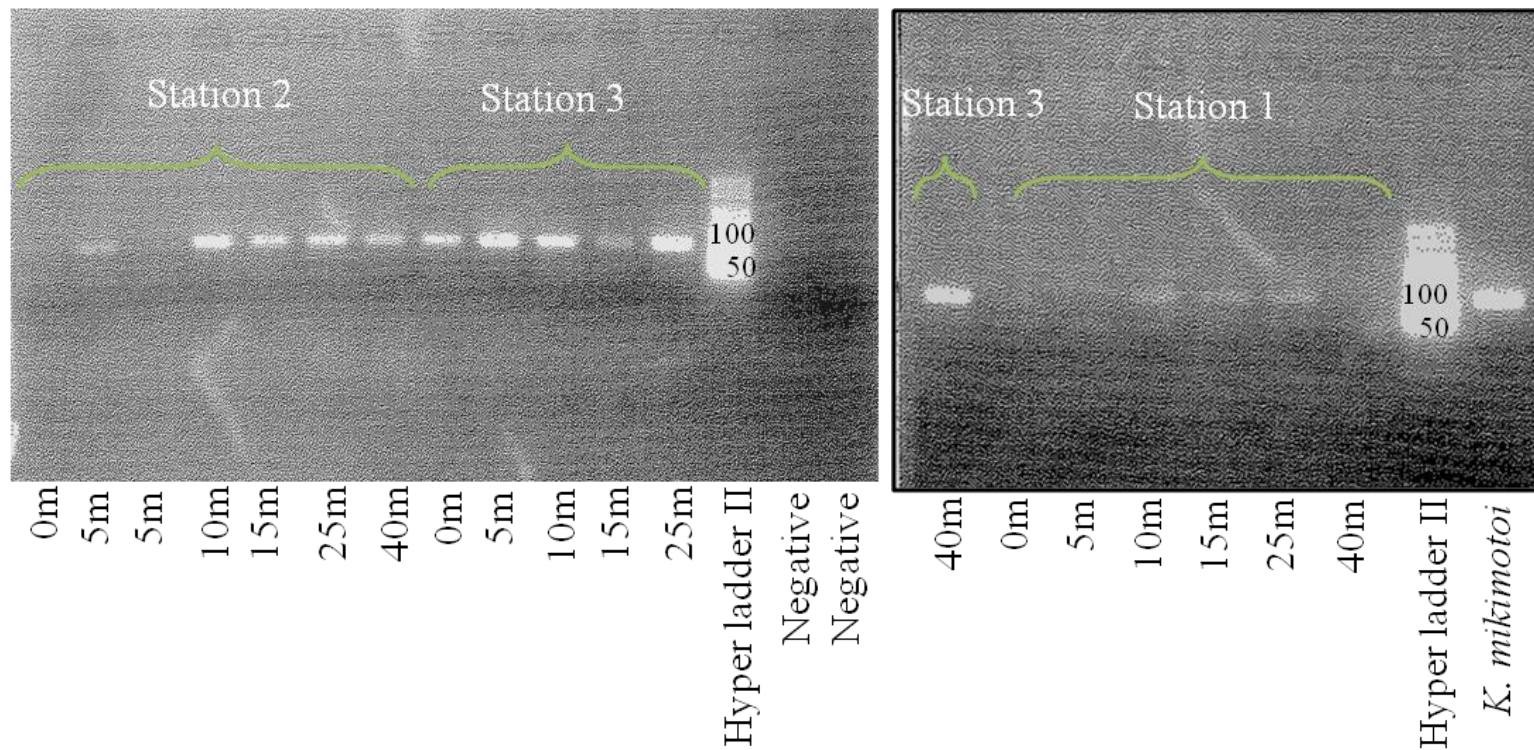 Station 2
Station 3
100
50
0m
5m
5m
10m
15m
25m
40m
0m
5m
10m
15m
25m
Hyper ladder II
Negative
Negative
Station 3
Station 1
100
50
40m
0m
5m
10m
15m
25m
40m
Hyper ladder II
K. mikimotoi